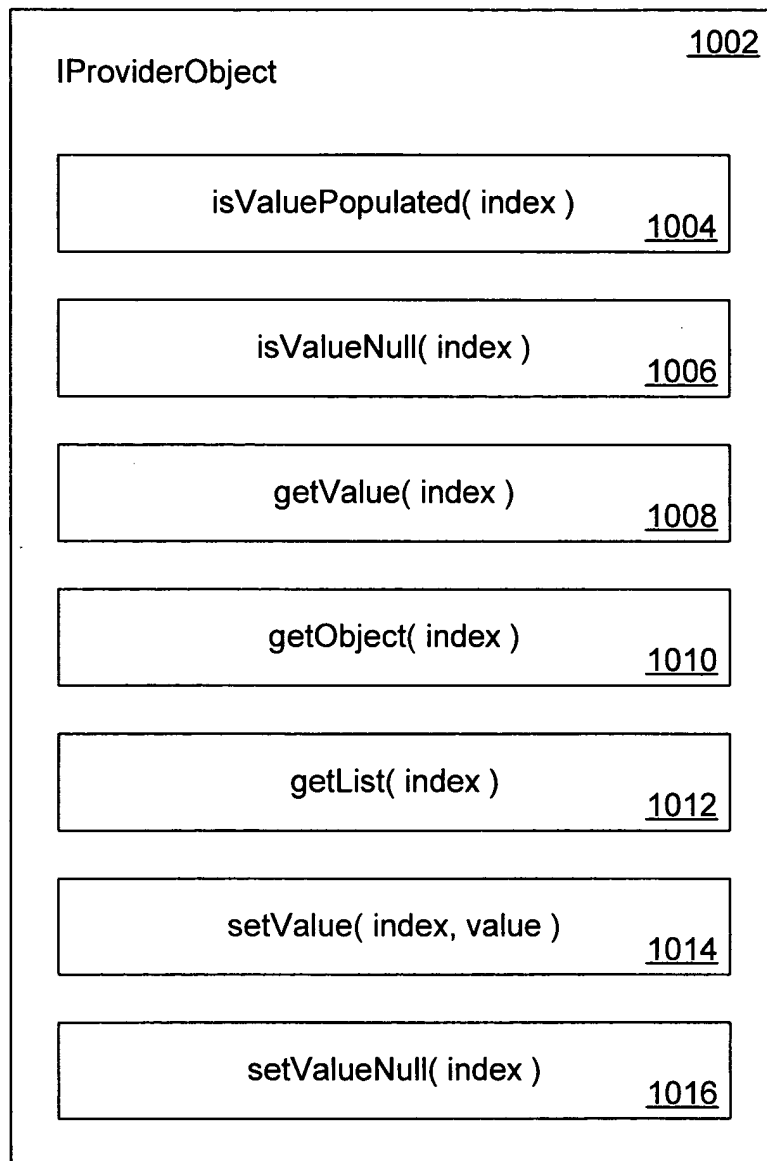 1002
IProviderObject
isValuePopulated( index )
1004
isValueNull( index )
1006
getValue( index )
1008
getObject( index )
1010
getList( index )
1012
setValue( index, value )
1014
setValueNull( index )
1016